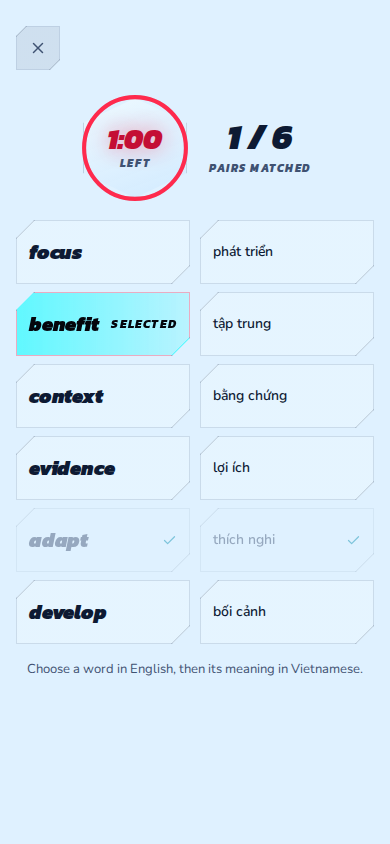 1:00
LEFT
1 / 6
PAIRS MATCHED
focus
phát triển
benefit SELECTED
tập trung
context
bằng chứng
evidence
lợi ích
adapt
thích nghi
develop
bối cảnh
Choose a word in English, then its meaning in Vietnamese.